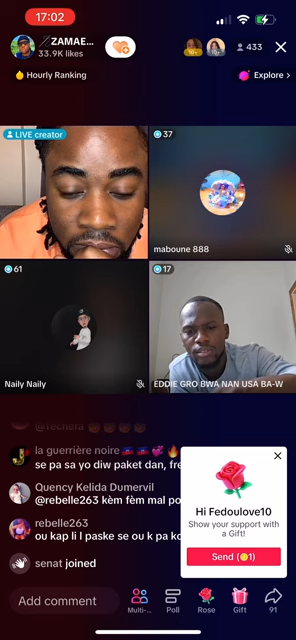 17:02
ZAMAE...
33.9K likes
10+
10+
433
Hourly Ranking
Explore >
LIVE creator
37
maboune 888
61
Naily Naily
17
EDDIE GRO BWA NAN USA BA-W
@rechera
la guerrière noire
se pa sa yo diw paket dan, fre
Quency Kelida Dumervil
@rebelle263 kèm fèm mal po
rebelle263
ou kap li l paske se ou k pa ko
senat joined
Hi Fedoulove10
Show your support with
a Gift!
Send (1)
Add comment
Multi-...
Poll
Rose
Gift
91